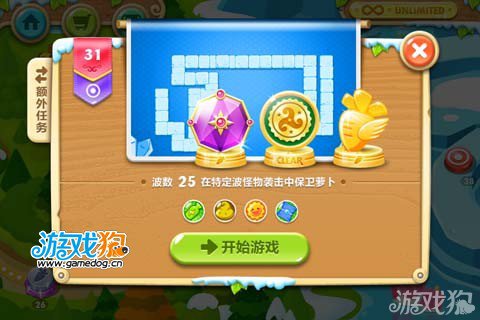 UNLIMITED
31
额外任务
CLEAR
波数 25 在特定波怪物袭击中保卫萝卜
开始游戏
游戏狗
www.gamedog.cn
26
38
游戏狗